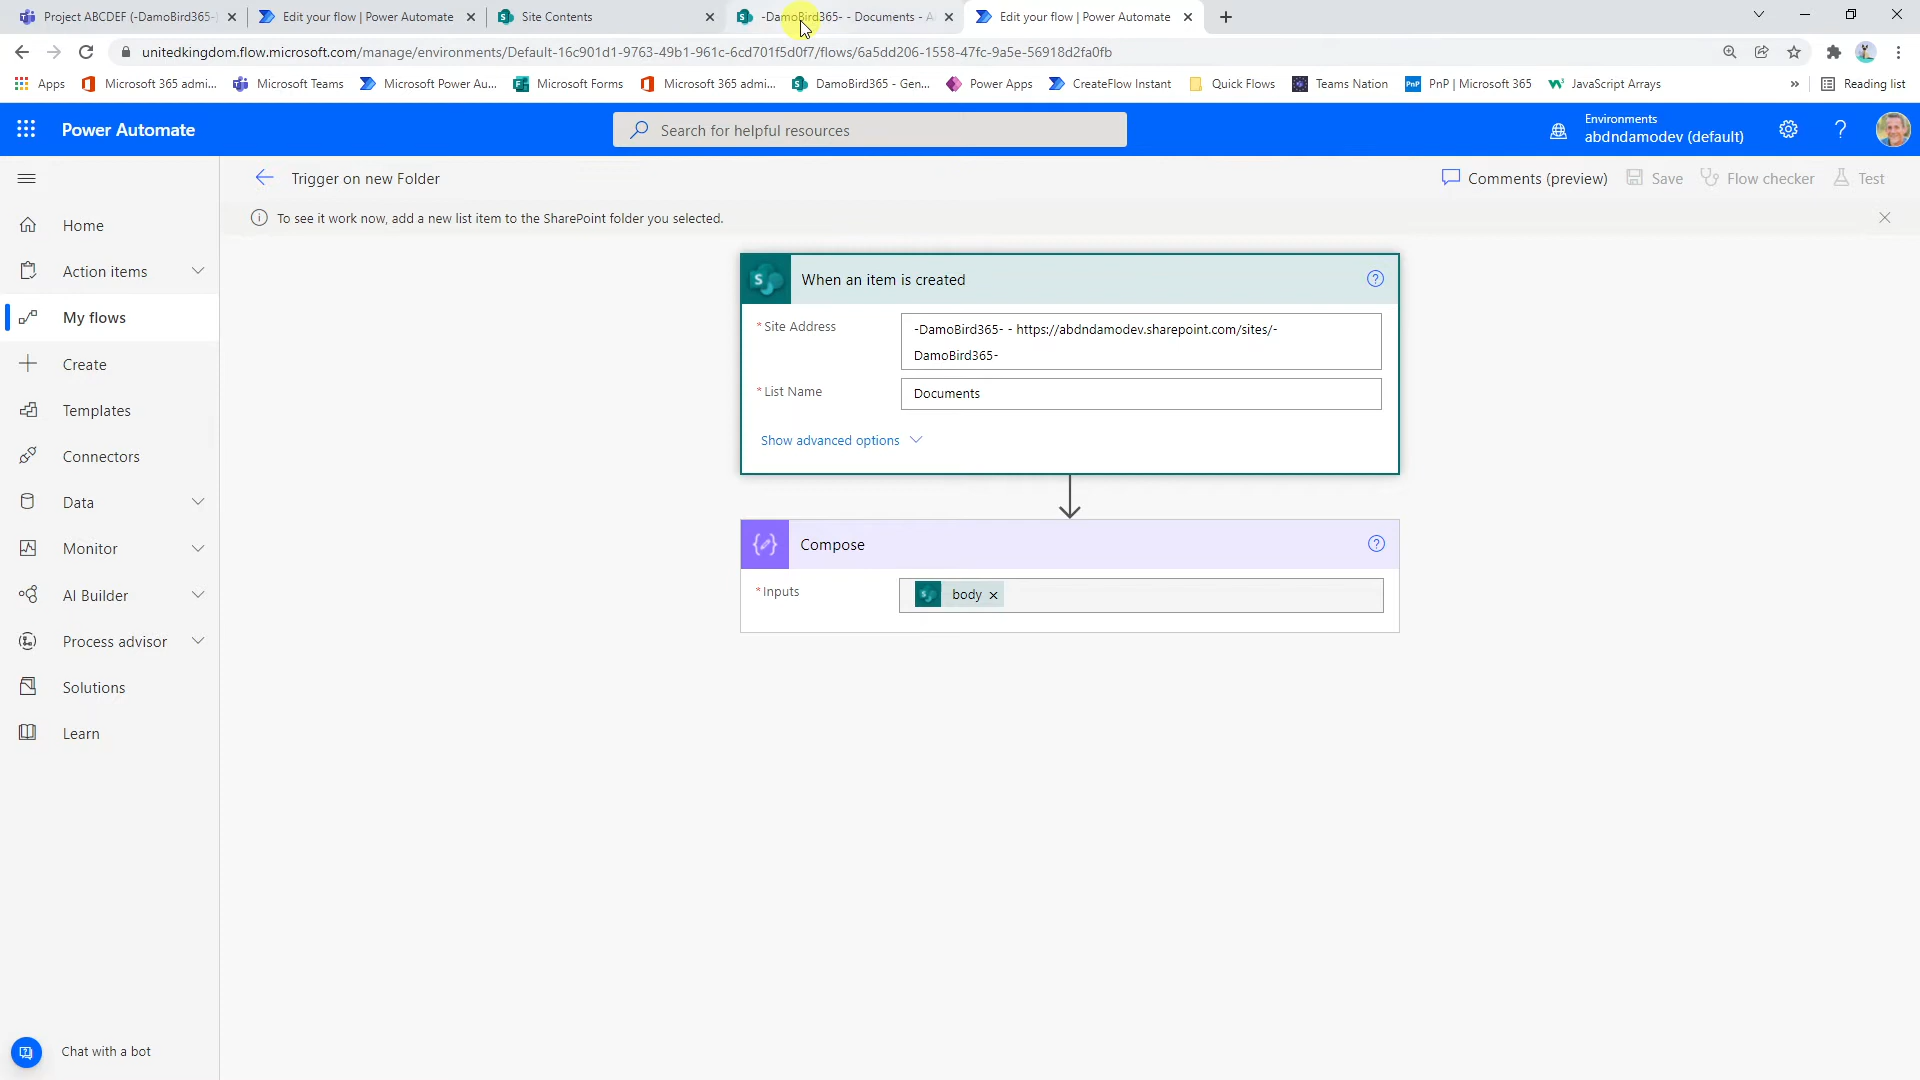 Project ABCDEF (-DamoBird365-
Edit your flow | Power Automate
Site Contents
-DamoBird365- - Documents - A
Edit your flow | Power Automate
unitedkingdom.flow.microsoft.com/manage/environments/Default-16c901d1-9763-49b1-961c-6cd701f5d0f7/flows/6a5dd206-1558-47fc-9a5e-56918d2fa0fb
Apps
Microsoft 365 admi...
Microsoft Teams
Microsoft Power Au...
Microsoft Forms
Microsoft 365 admi...
DamoBird365 - Gen...
Power Apps
CreateFlow Instant
Quick Flows
Teams Nation
PnP | Microsoft 365
JavaScript Arrays
»
Reading list
Power Automate
Search for helpful resources
Environments
abdndamodev (default)
Trigger on new Folder
Comments (preview)
Save
Flow checker
Test
To see it work now, add a new list item to the SharePoint folder you selected.
Home
Action items
My flows
Create
Templates
Connectors
Data
Monitor
AI Builder
Process advisor
Solutions
Learn
Chat with a bot
When an item is created
* Site Address
-DamoBird365- - https://abdndamodev.sharepoint.com/sites/-
DamoBird365-
* List Name
Documents
Show advanced options
Compose
* Inputs
body